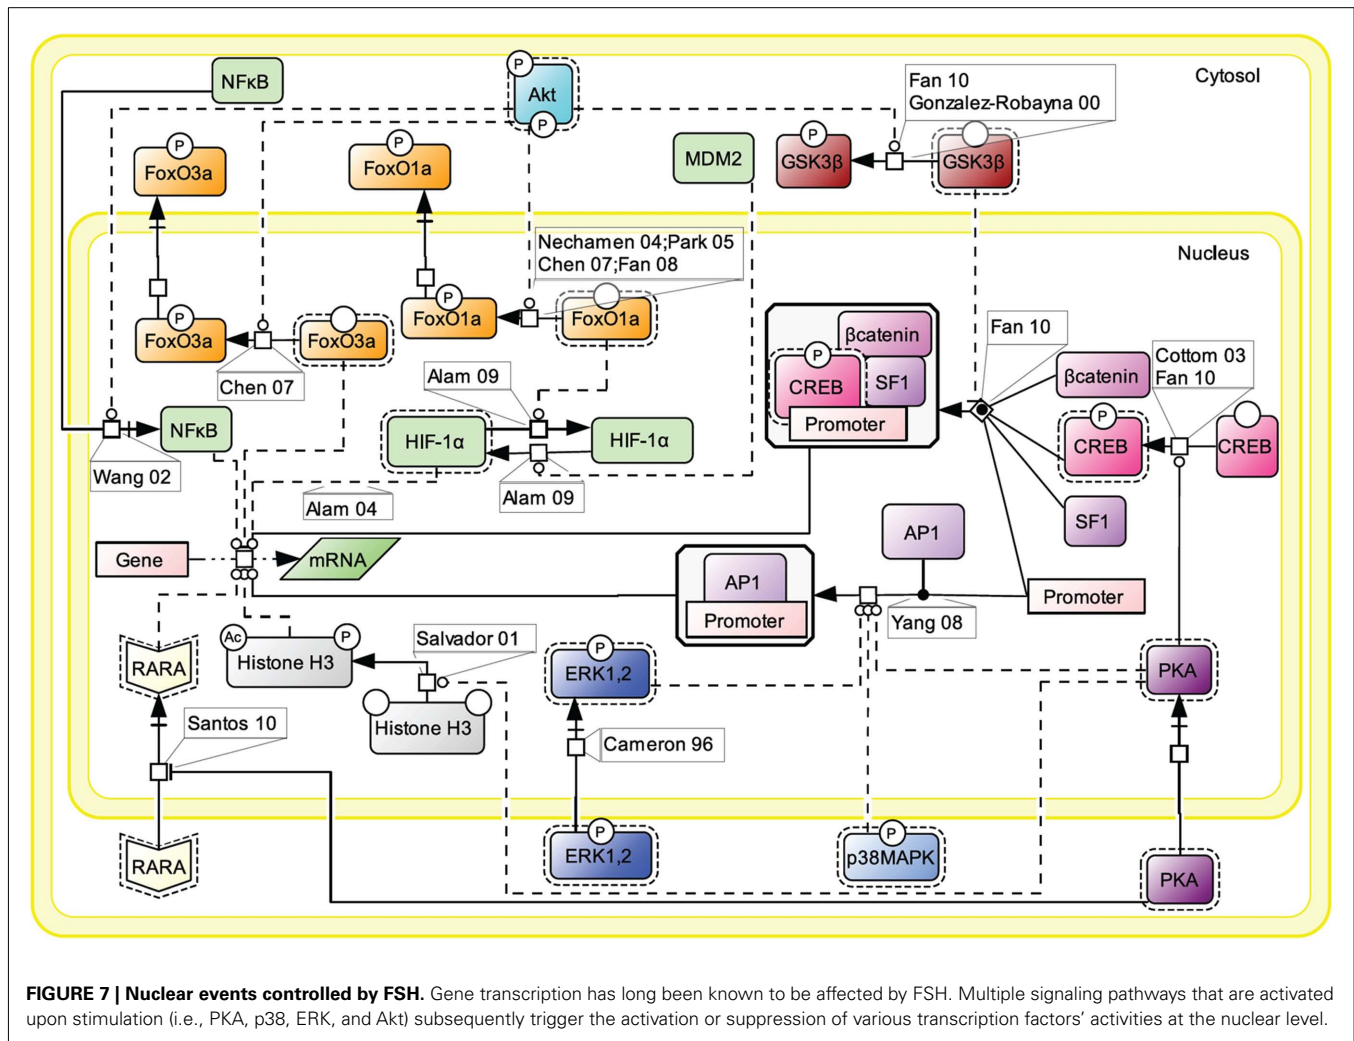 Cytosol
NFκB
P
Akt
P
Fan 10
Gonzalez-Robayna 00
P
FoxO3a
P
FoxO1a
MDM2
P
GSK3β
GSK3β
Nucleus
Nechamen 04;Park 05
Chen 07;Fan 08
P
FoxO3a
FoxO3a
P
FoxO1a
FoxO1a
Chen 07
βcatenin
P
CREB
SF1
Promoter
Fan 10
βcatenin
Cottom 03
Fan 10
P
CREB
CREB
SF1
Alam 09
NFκB
HIF-1α
HIF-1α
Wang 02
Alam 04
Alam 09
Gene
mRNA
AP1
AP1
Promoter
Promoter
Yang 08
RARA
Ac
P
Histone H3
Salvador 01
Histone H3
P
ERK1,2
PKA
Santos 10
Cameron 96
RARA
P
ERK1,2
P
p38MAPK
PKA
FIGURE 7 | Nuclear events controlled by FSH. Gene transcription has long been known to be affected by FSH. Multiple signaling pathways that are activated
upon stimulation (i.e., PKA, p38, ERK, and Akt) subsequently trigger the activation or suppression of various transcription factors' activities at the nuclear level.